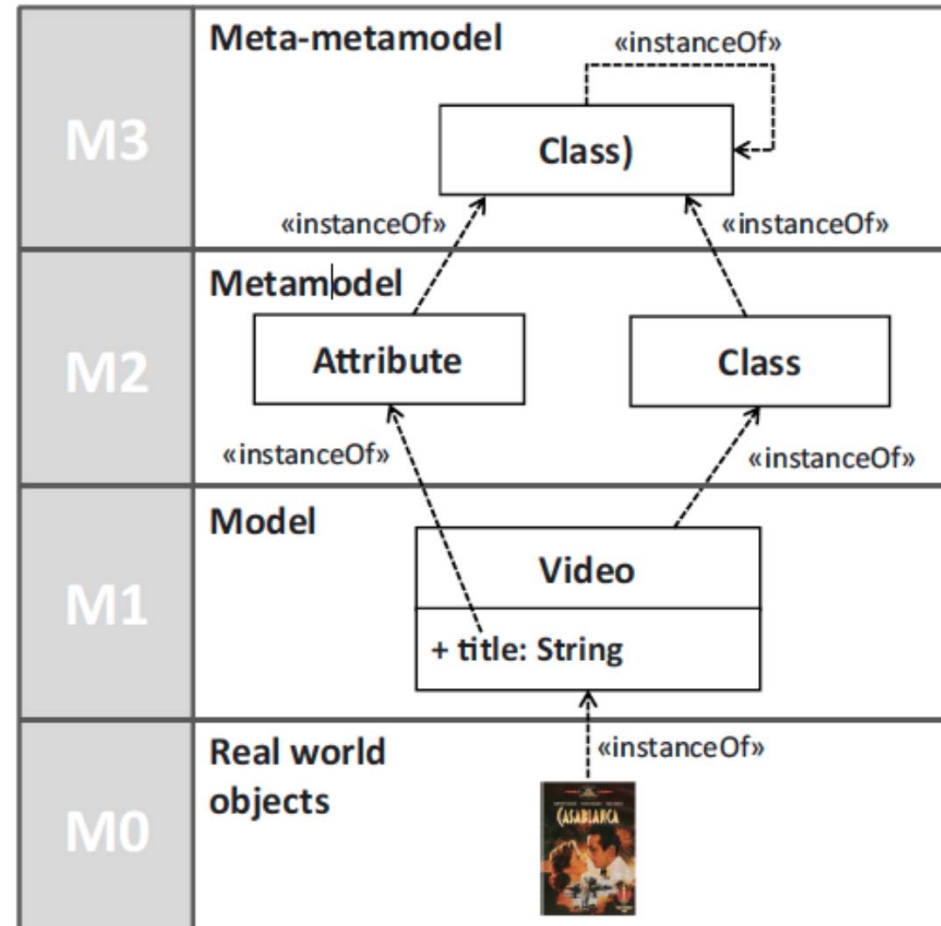 Meta-metamodel
«instanceOf»
M3
Class)
«instanceOf»
«instanceOf»
Metamodel
M2
Attribute
Class
«instanceOf»
«instanceOf»
Model
M1
Video
+ title: String
Real world
objects
«instanceOf»
M0
CASABLANCA